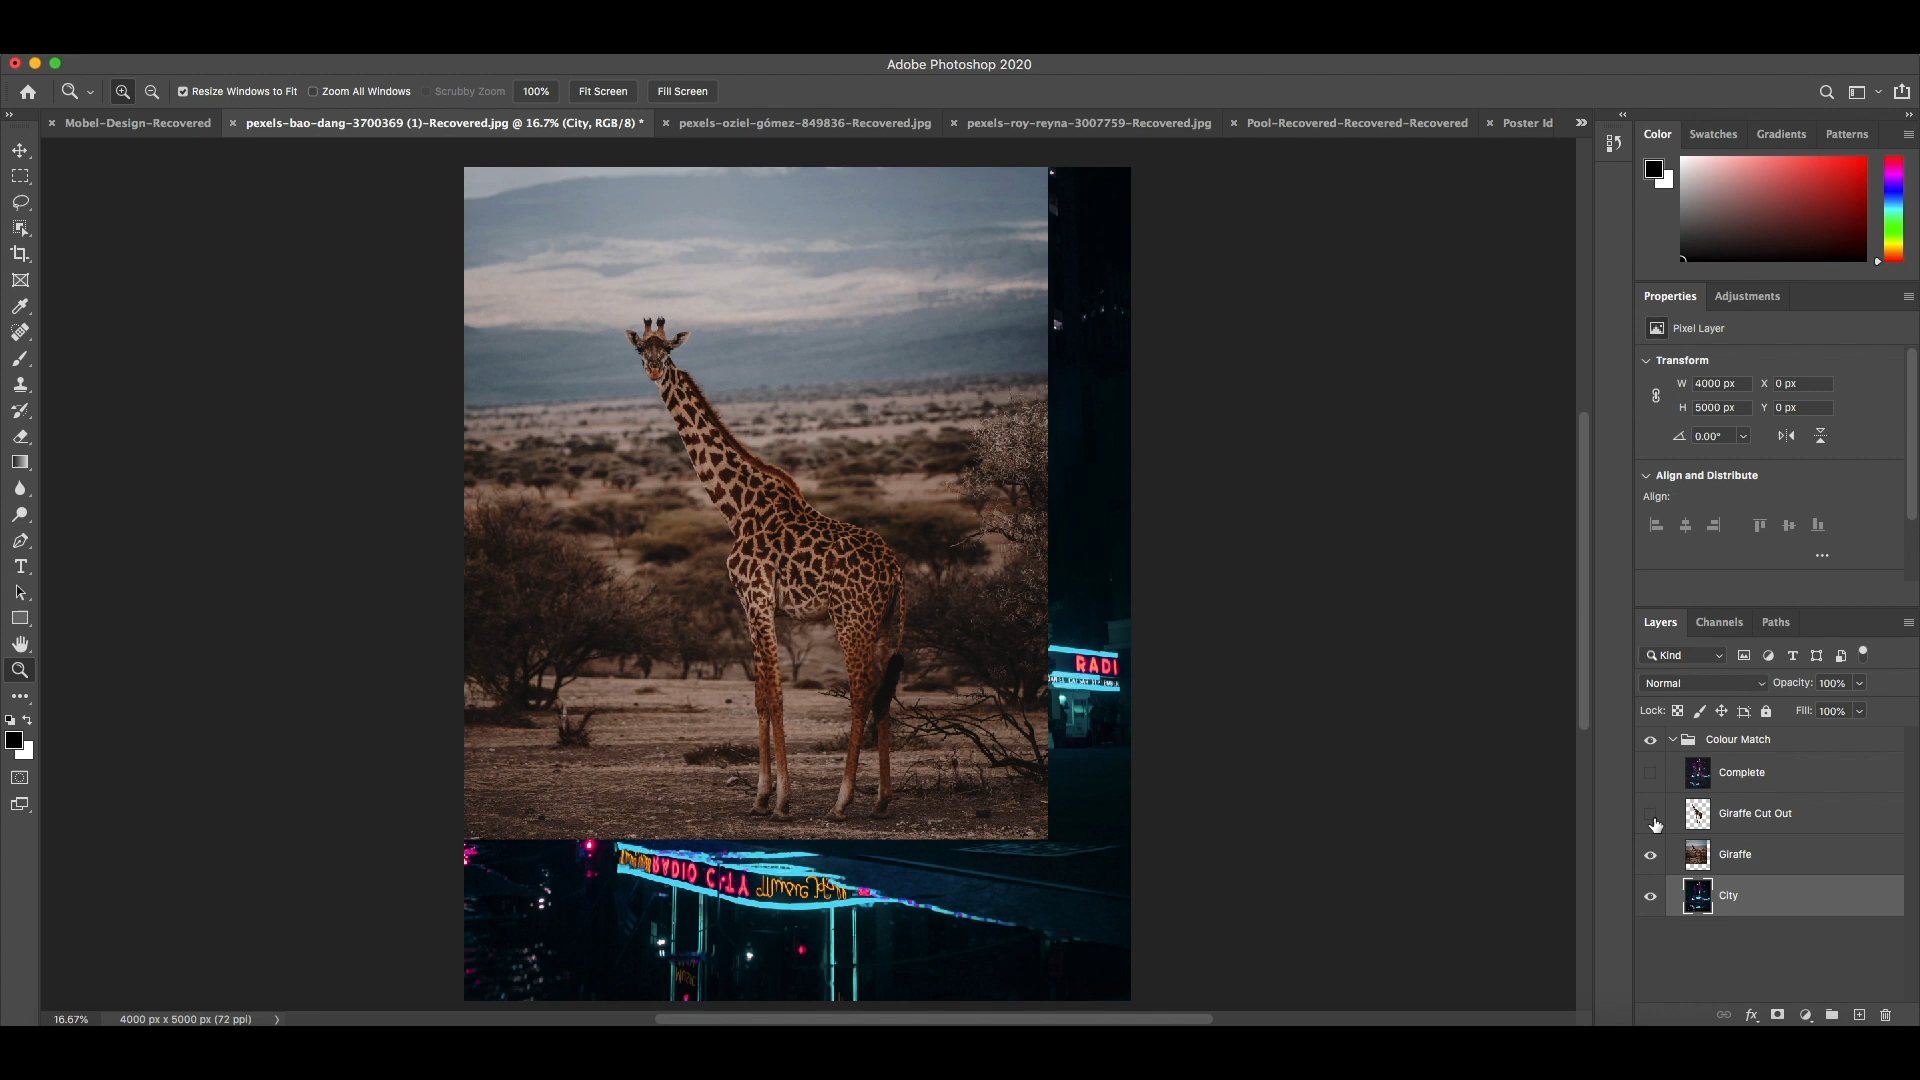 Adobe Photoshop 2020
Resize Windows to Fit Zoom All Windows Scrubby Zoom 100% Fit Screen Fill Screen
Mobel-Design-Recovered pexels-bao-dang-3700369 (1)-Recovered.jpg @ 16.7% (City, RGB/8) * pexels-oziel-gómez-849836-Recovered.jpg pexels-roy-reyna-3007759-Recovered.jpg Pool-Recovered-Recovered-Recovered Poster Id
Color Swatches Gradients Patterns
Properties Adjustments
Pixel Layer
Transform
W 4000 px X 0 px
H 5000 px Y 0 px
0.00°
Align and Distribute
Align:
RADI
Layers Channels Paths
Kind
Normal Opacity: 100%
Lock: Fill: 100%
Colour Match
Complete
Giraffe Cut Out
Giraffe
City
RADIO CITY
16.67% 4000 px x 5000 px (72 ppi)